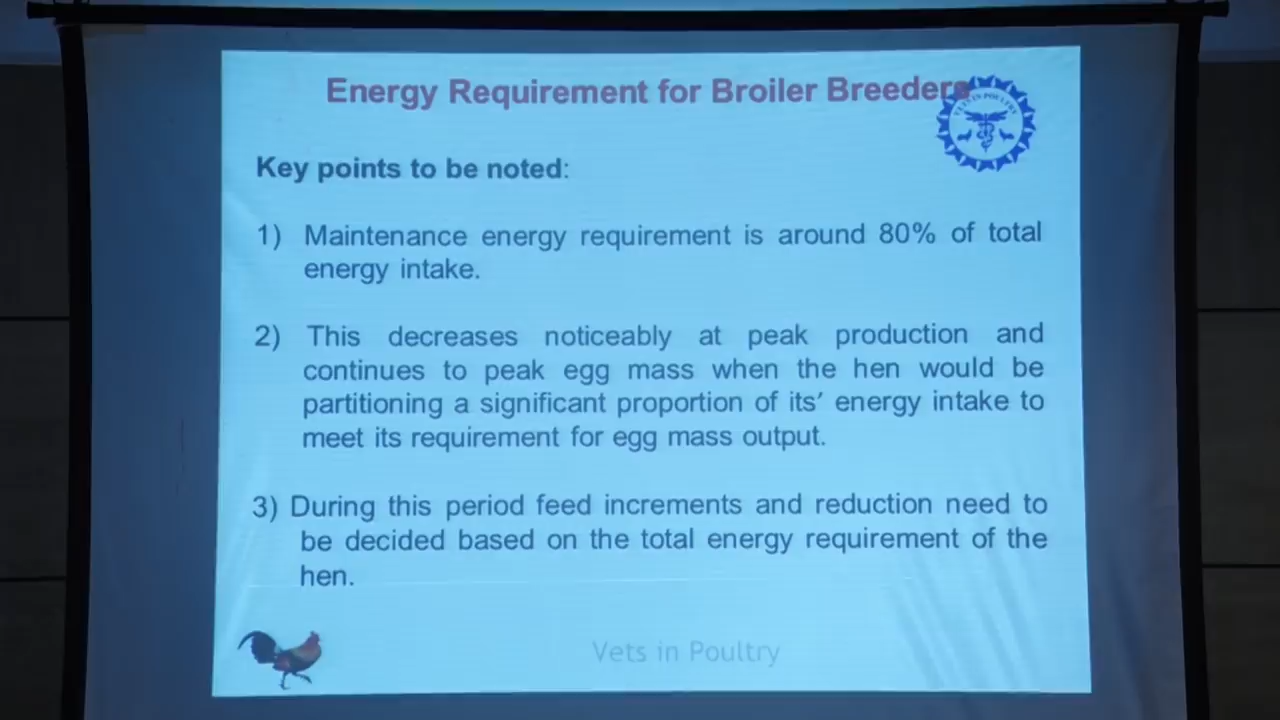 Energy Requirement for Broiler Breeders
VETS IN POULTRY
Key points to be noted:
1) Maintenance energy requirement is around 80% of total
energy intake.
2) This decreases noticeably at peak production and
continues to peak egg mass when the hen would be
partitioning a significant proportion of its' energy intake to
meet its requirement for egg mass output.
3) During this period feed increments and reduction need to
be decided based on the total energy requirement of the
hen.
Vets in Poultry